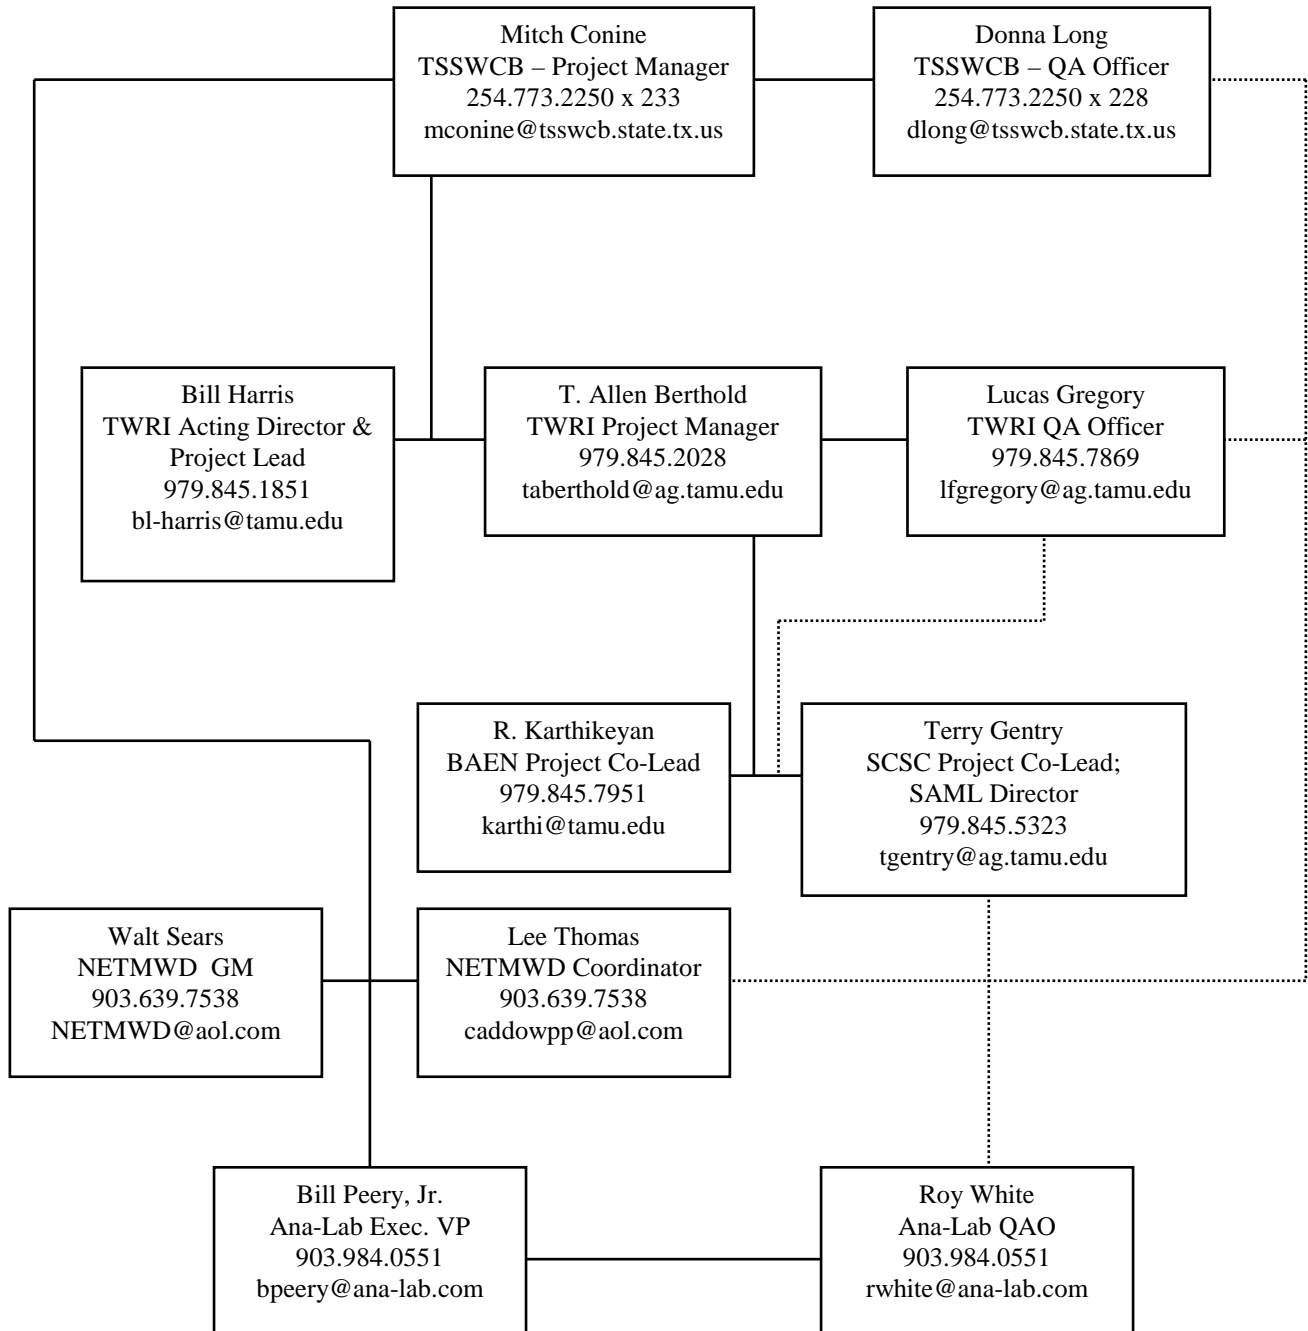 Mitch Conine
TSSWCB – Project Manager
254.773.2250 x 233
mconine@tsswcb.state.tx.us
Donna Long
TSSWCB – QA Officer
254.773.2250 x 228
dlong@tsswcb.state.tx.us
Bill Harris
TWRI Acting Director &
Project Lead
979.845.1851
bl-harris@tamu.edu
T. Allen Berthold
TWRI Project Manager
979.845.2028
taberthold@ag.tamu.edu
Lucas Gregory
TWRI QA Officer
979.845.7869
lfgregory@ag.tamu.edu
R. Karthikeyan
BAEN Project Co-Lead
979.845.7951
karthi@tamu.edu
Terry Gentry
SCSC Project Co-Lead;
SAML Director
979.845.5323
tgentry@ag.tamu.edu
Walt Sears
NETMWD GM
903.639.7538
NETMWD@aol.com
Lee Thomas
NETMWD Coordinator
903.639.7538
caddowpp@aol.com
Bill Peery, Jr.
Ana-Lab Exec. VP
903.984.0551
bpeery@ana-lab.com
Roy White
Ana-Lab QAO
903.984.0551
rwhite@ana-lab.com